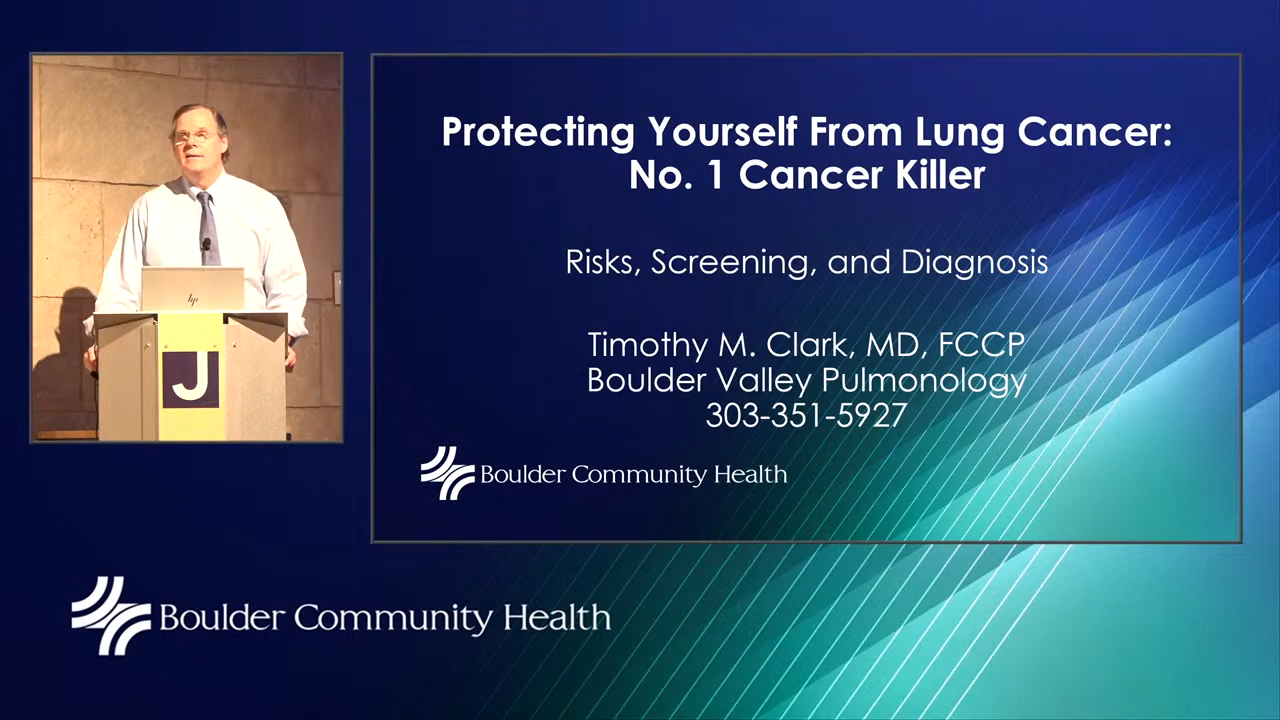 Protecting Yourself From Lung Cancer:
No. 1 Cancer Killer
Risks, Screening, and Diagnosis
Timothy M. Clark, MD, FCCP
Boulder Valley Pulmonology
303-351-5927
Boulder Community Health
hp
J
Boulder Community Health